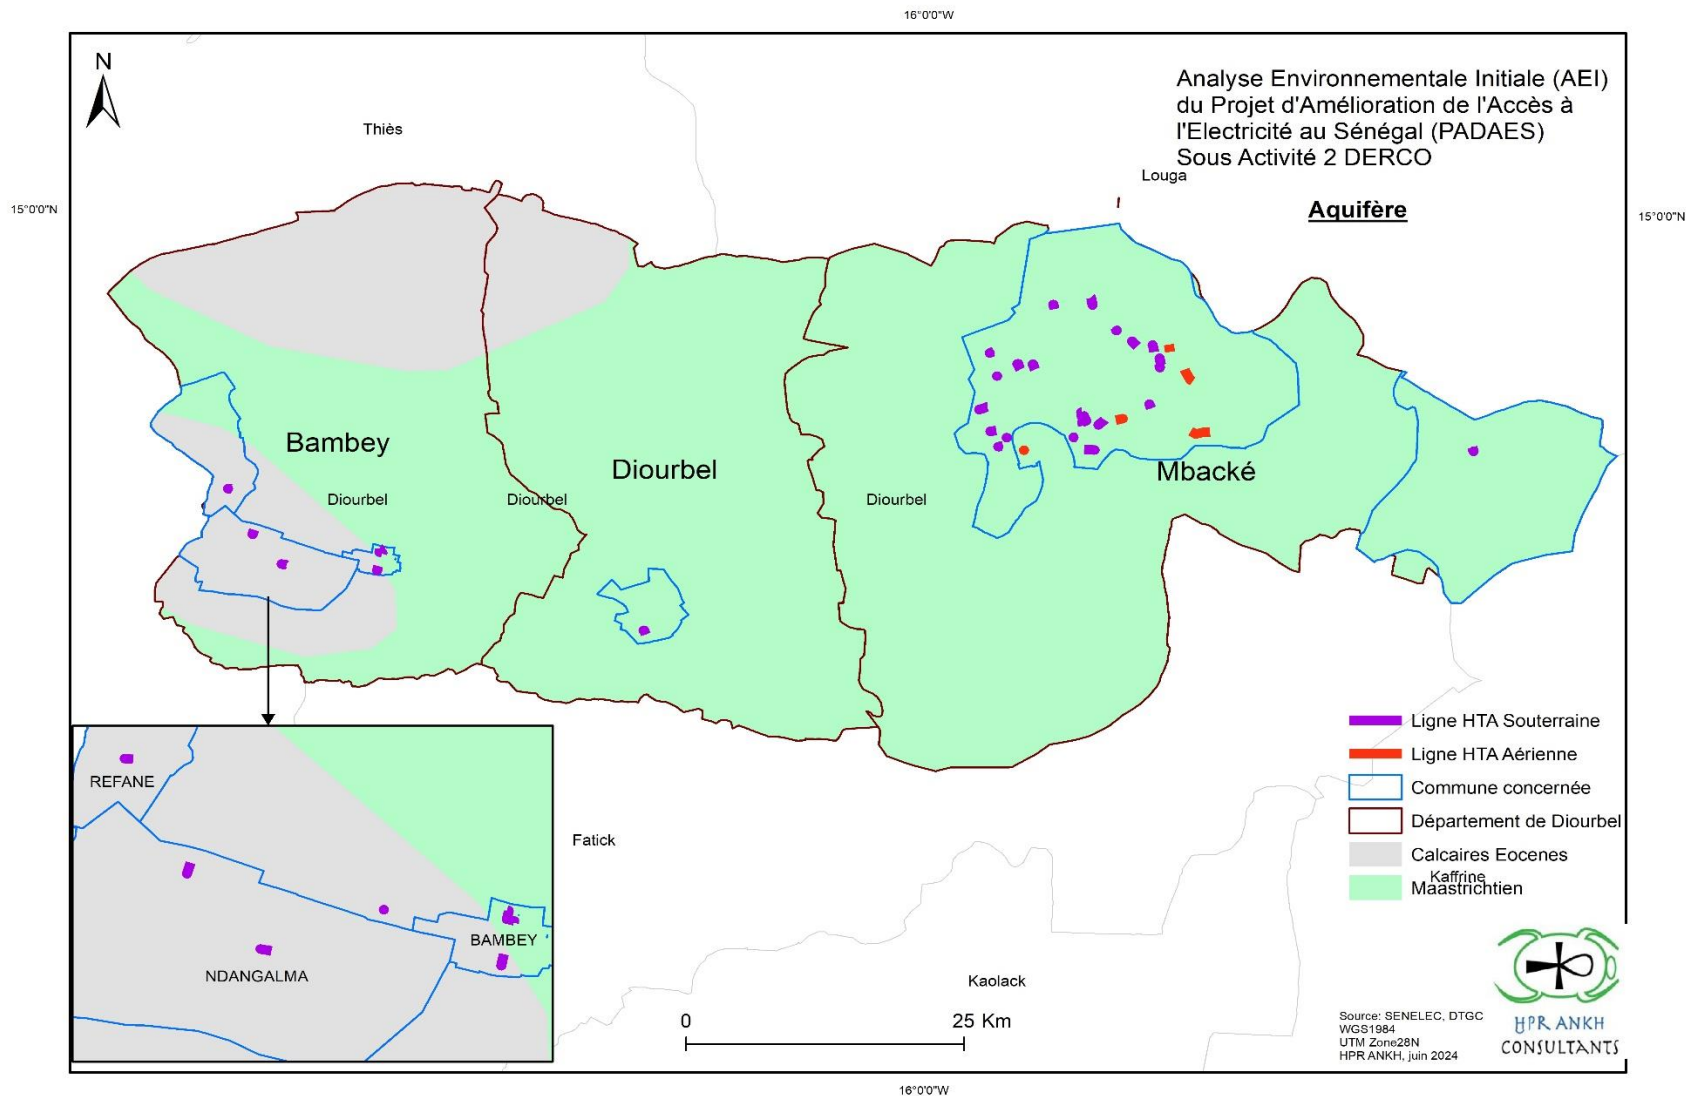 16°0'0"W
N
Analyse Environnementale Initiale (AEI)
du Projet d'Amélioration de l'Accès à
l'Electricité au Sénégal (PADAES)
Sous Activité 2 DERCO
Thiès
Louga
15°0'0"N
Aquifère
15°0'0"N
Bambey
Diourbel
Mbacké
Diourbel
Diourbel
Diourbel
Ligne HTA Souterraine
Ligne HTA Aérienne
Commune concernée
Département de Diourbel
Calcaires Eocenes
Kaffrine
Maastrichtien
REFANE
BAMBEY
NDANGALMA
Fatick
Kaolack
0 25 Km
Source: SENELEC, DTGC
WGS1984
UTM Zone28N
HPR ANKH, juin 2024
HPR ANKH
CONSULTANTS
16°0'0"W